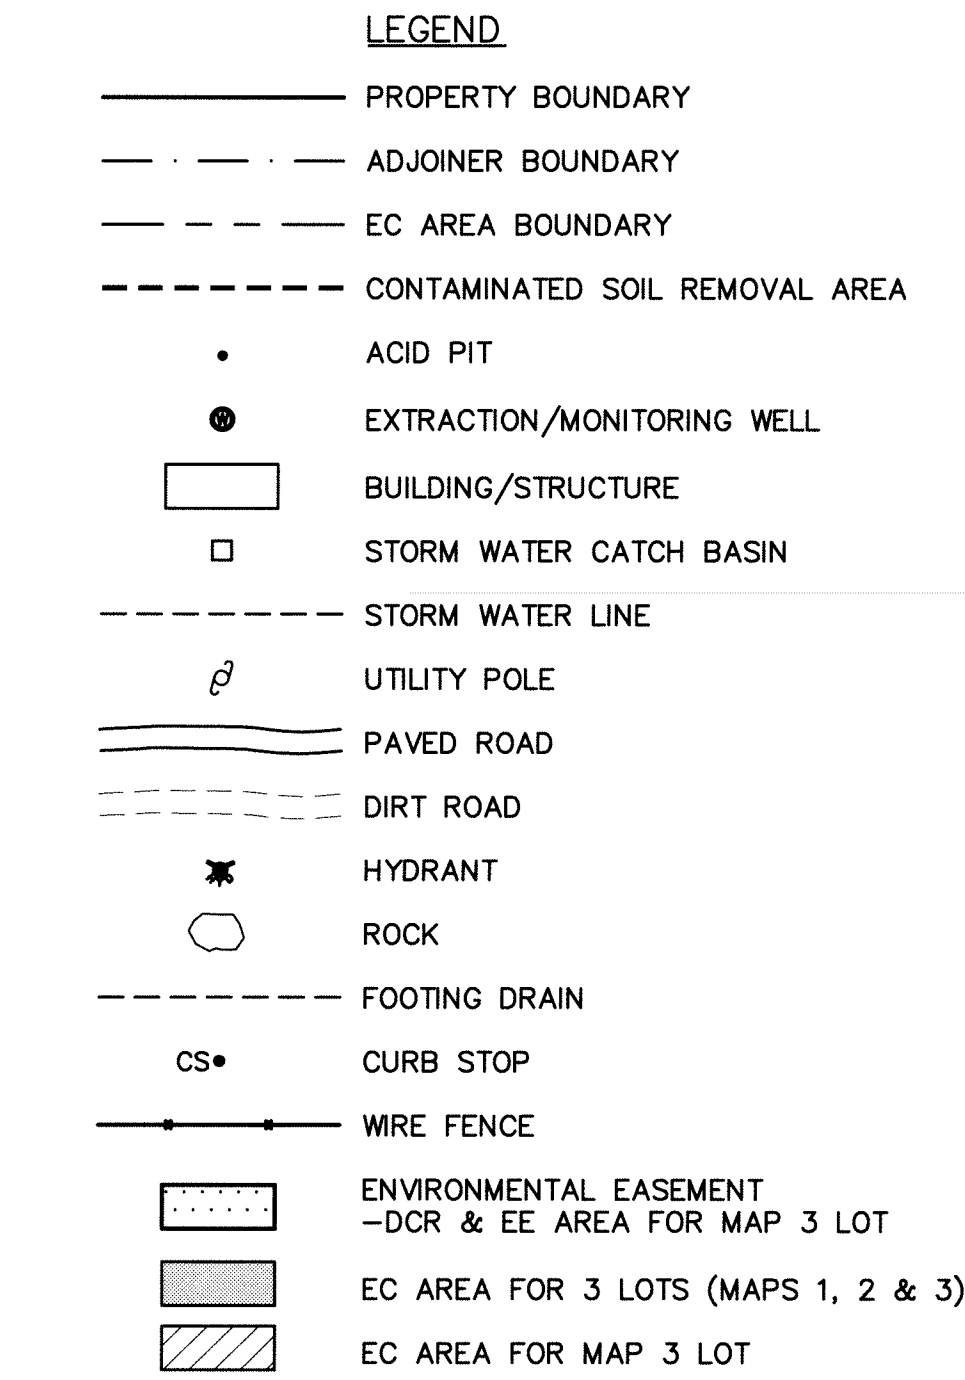 LEGEND
PROPERTY BOUNDARY
ADJOINER BOUNDARY
EC AREA BOUNDARY
CONTAMINATED SOIL REMOVAL AREA
ACID PIT
W EXTRACTION/MONITORING WELL
BUILDING/STRUCTURE
STORM WATER CATCH BASIN
STORM WATER LINE
UTILITY POLE
PAVED ROAD
DIRT ROAD
HYDRANT
ROCK
FOOTING DRAIN
CS CURB STOP
WIRE FENCE
ENVIRONMENTAL EASEMENT
-DCR & EE AREA FOR MAP 3 LOT
EC AREA FOR 3 LOTS (MAPS 1, 2 & 3)
EC AREA FOR MAP 3 LOT